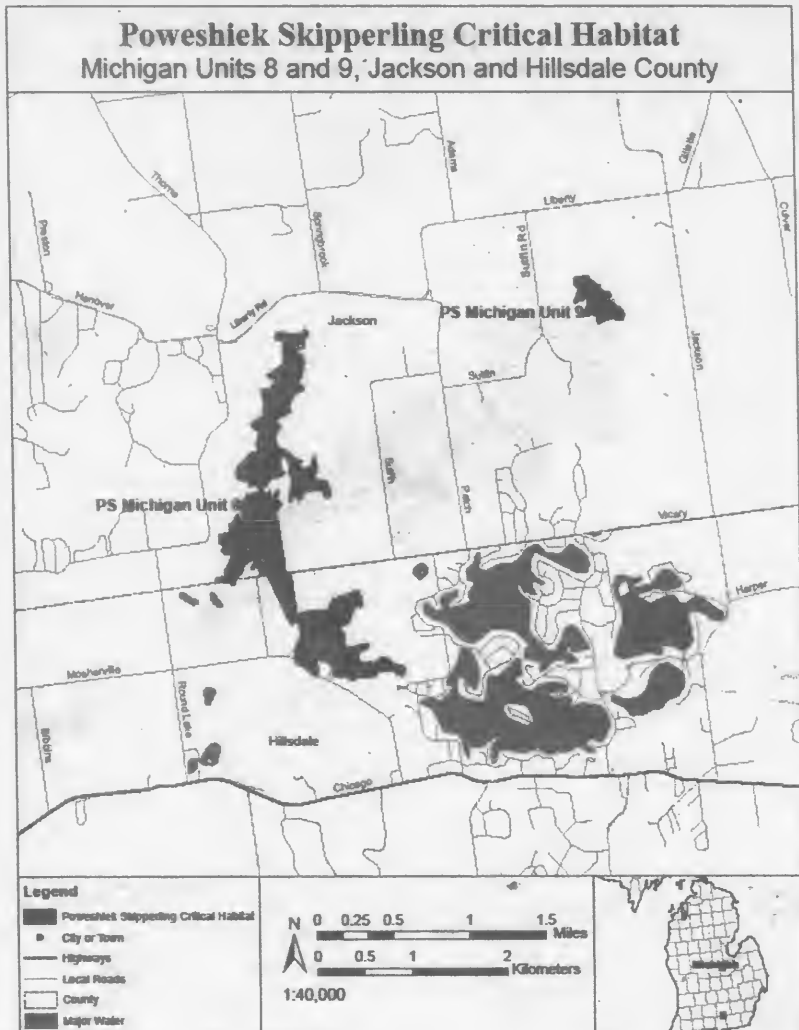 Poweshiek Skipperling Critical Habitat
Michigan Units 8 and 9, Jackson and Hillsdale County
Thorne
Adams
Gillette
Preston
Springbrook
Liberty
Culver
Sutfin Rd
Hanover
Liberty Rd
PS Michigan Unit 9
Jackson
Jackson
Sutfin
Sutfin
Patch
PS Michigan Unit
Vicary
Harper
Mosherville
Round Lake
Bibbins
Hillsdale
Chicago
Legend
Poweshiek Skipperling Critical Habitat
City or Town
Highways
Local Roads
County
Major Water
N
0 0.25 0.5 1 1.5
Miles
0 0.5 1 2
Kilometers
1:40,000